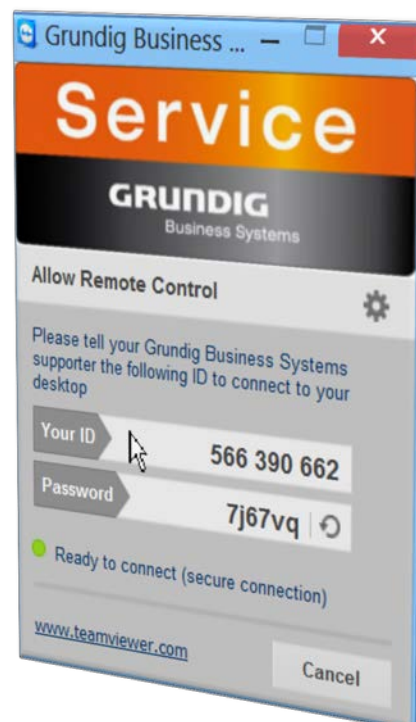 Grundig Business ...
Service
GRUNDIG
Business Systems
Allow Remote Control
Please tell your Grundig Business Systems
supporter the following ID to connect to your
desktop
Your ID 566 390 662
Password 7j67vq
Ready to connect (secure connection)
www.teamviewer.com
Cancel